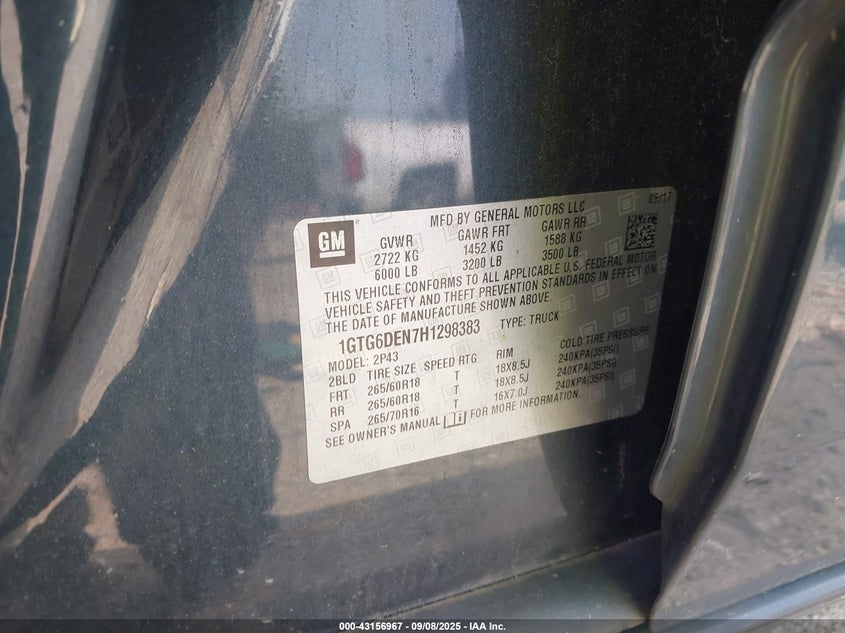 MFD BY GENERAL MOTORS LLC 05/17
GM
GVWR GAWR FRT GAWR RR
2722 KG 1452 KG 1588 KG
6000 LB 3200 LB 3500 LB
THIS VEHICLE CONFORMS TO ALL APPLICABLE U.S. FEDERAL MOTOR
VEHICLE SAFETY AND THEFT PREVENTION STANDARDS IN EFFECT ON
THE DATE OF MANUFACTURE SHOWN ABOVE.
1GTG6DEN7H1298383 TYPE: TRUCK
MODEL: 2P43
2BLD TIRE SIZE SPEED RTG RIM COLD TIRE PRESSURE
FRT 265/60R18 T 18X8.5J 240KPA(35PSI)
RR 265/60R18 T 18X8.5J 240KPA(35PSI)
SPA 265/70R16 T 16X7.0J 240KPA(35PSI)
SEE OWNER'S MANUAL FOR MORE INFORMATION.
000-43156967 - 09/08/2025 - IAA Inc.